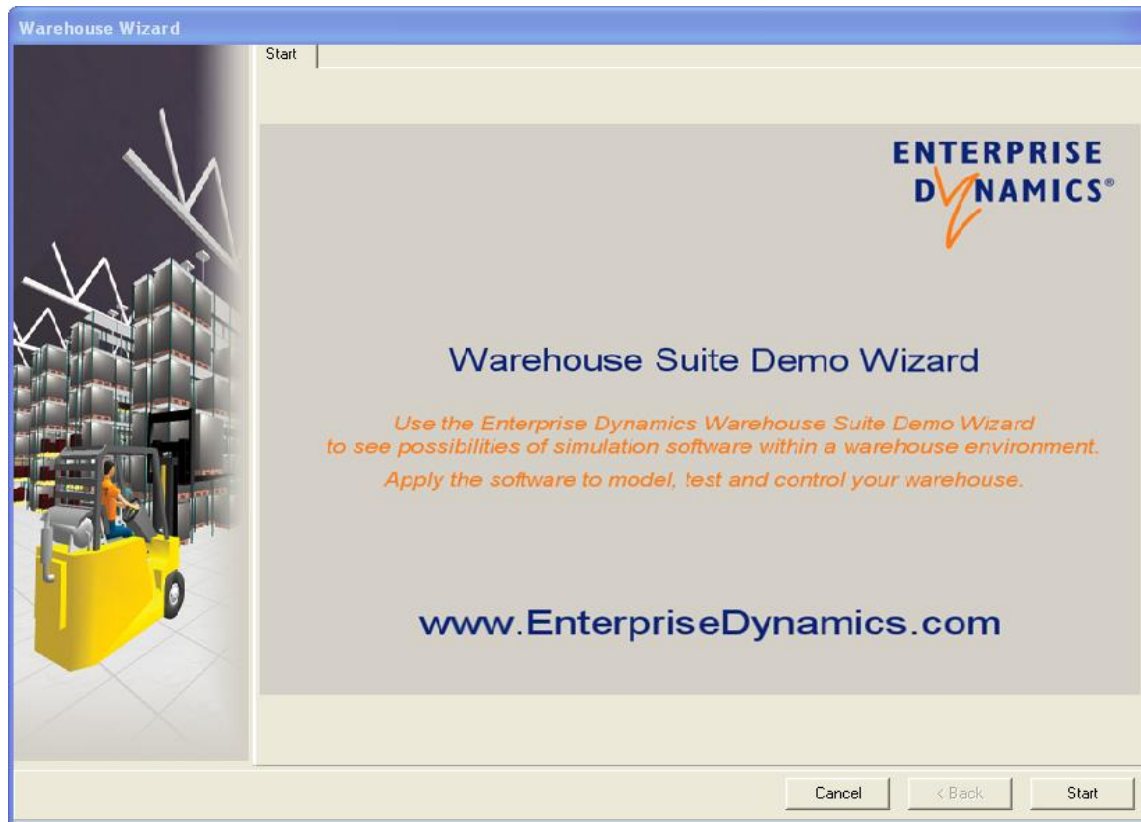 Warehouse Wizard
Start
ENTERPRISE
DYNAMICS®
Warehouse Suite Demo Wizard
Use the Enterprise Dynamics Warehouse Suite Demo Wizard
to see possibilities of simulation software within a warehouse environment.
Apply the software to model, test and control your warehouse.
www.EnterpriseDynamics.com
Cancel
< Back
Start